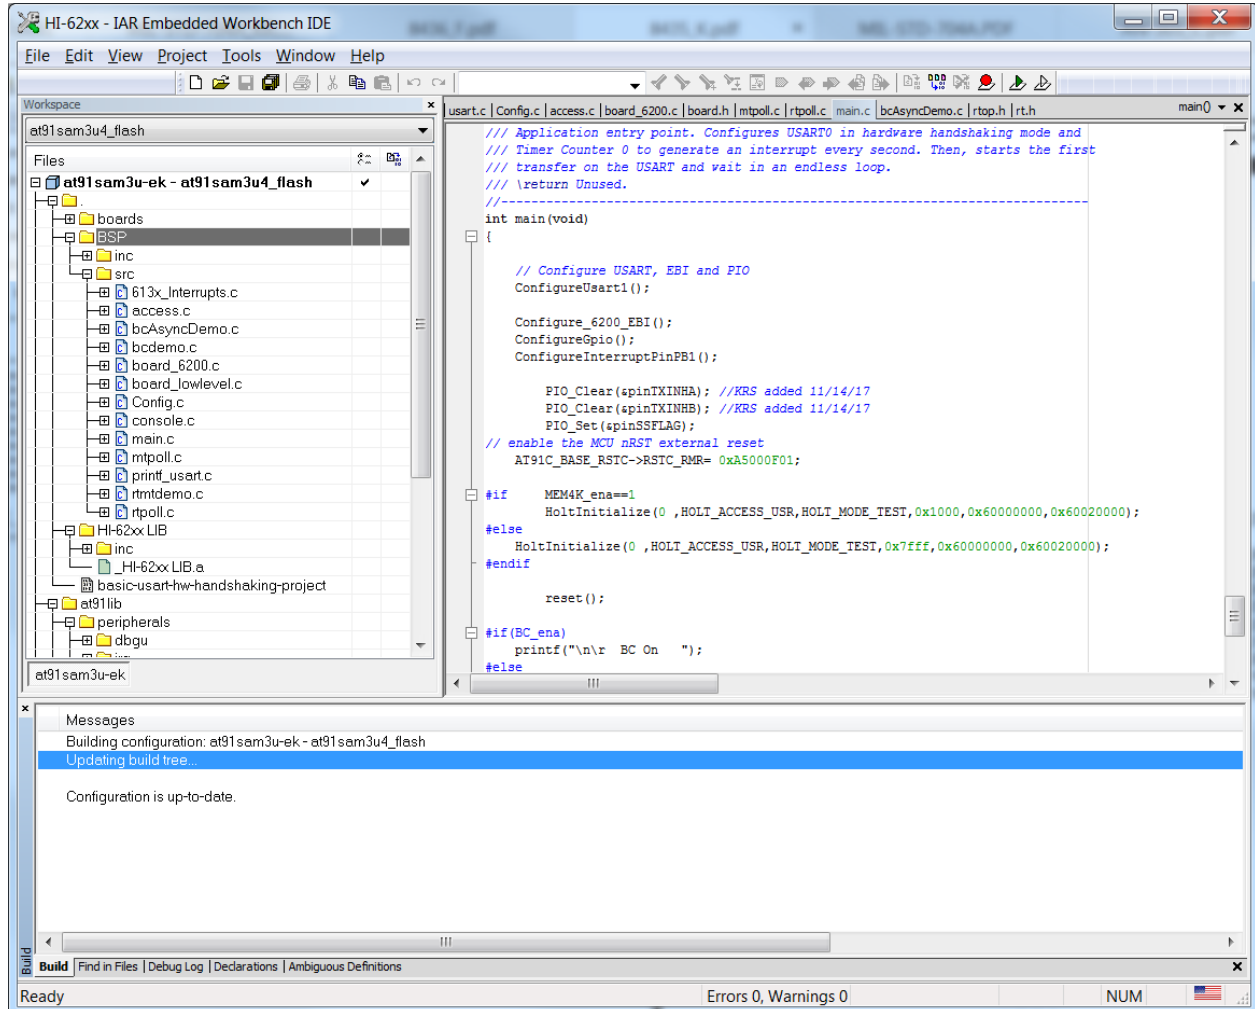 HI-62xx - IAR Embedded Workbench IDE
File Edit View Project Tools Window Help
Workspace
at91sam3u4_flash
Files
at91sam3u-ek - at91sam3u4_flash
.
boards
BSP
inc
src
613x_Interrupts.c
access.c
bcAsyncDemo.c
bcdemo.c
board_6200.c
board_lowlevel.c
Config.c
console.c
main.c
mtpoll.c
printf_usart.c
rtmtdemo.c
rtpoll.c
HI-62xx LIB
inc
_HI-62xx LIB.a
basic-usart-hw-handshaking-project
at91lib
peripherals
dbgu
at91sam3u-ek
usart.c | Config.c | access.c | board_6200.c | board.h | mtpoll.c | rtpoll.c main.c bcAsyncDemo.c | rtop.h | rt.h
main()
/// Application entry point. Configures USART0 in hardware handshaking mode and
/// Timer Counter 0 to generate an interrupt every second. Then, starts the first
/// transfer on the USART and wait in an endless loop.
/// \return Unused.
//------------------------------------------------------------------------------
int main(void)
{
// Configure USART, EBI and PIO
ConfigureUsart1();
Configure_6200_EBI();
ConfigureGpio();
ConfigureInterruptPinPB1();
PIO_Clear(&pinTXINHA); //KRS added 11/14/17
PIO_Clear(&pinTXINHB); //KRS added 11/14/17
PIO_Set(&pinSSFLAG);
// enable the MCU nRST external reset
AT91C_BASE_RSTC->RSTC_RMR= 0xA5000F01;
#if MEM4K_ena==1
HoltInitialize(0 ,HOLT_ACCESS_USR,HOLT_MODE_TEST,0x1000,0x60000000,0x60020000);
#else
HoltInitialize(0 ,HOLT_ACCESS_USR,HOLT_MODE_TEST,0x7fff,0x60000000,0x60020000);
#endif
reset();
#if(BC_ena)
printf("\n\r BC On ");
#else
Messages
Building configuration: at91sam3u-ek - at91sam3u4_flash
Updating build tree...
Configuration is up-to-date.
Build
Build Find in Files | Debug Log | Declarations | Ambiguous Definitions
Ready
Errors 0, Warnings 0
NUM